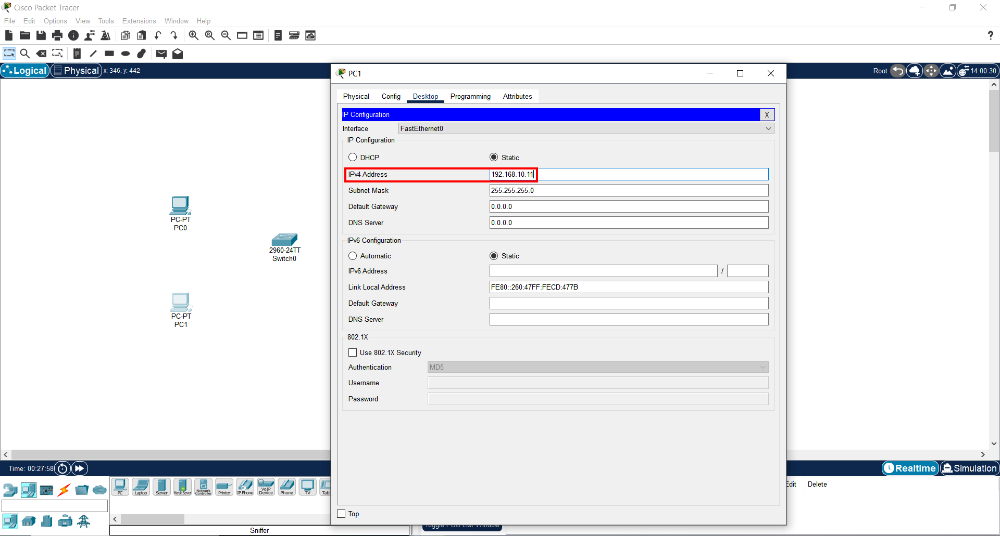 Cisco Packet Tracer
File Edit Options View Tools Extensions Window Help
?
Logical Physical x: 346, y: 442
Root 14:00:30
PC1
Physical Config Desktop Programming Attributes
IP Configuration X
Interface FastEthernet0
IP Configuration
DHCP Static
IPv4 Address 192.168.10.11
Subnet Mask 255.255.255.0
Default Gateway 0.0.0.0
DNS Server 0.0.0.0
IPv6 Configuration
Automatic Static
IPv6 Address /
Link Local Address FE80::260:47FF:FECD:477B
Default Gateway
DNS Server
802.1X
Use 802.1X Security
Authentication MD5
Username
Password
Top
PC-PT
PC0
2960-24TT
Switch0
PC-PT
PC1
Time: 00:27:58
Realtime Simulation
PC Laptop Server Meraki Server Network Controller Printer IP Phone VoIP Device Phone TV Tabl
Edit Delete
Sniffer
Toggle PDU List Window